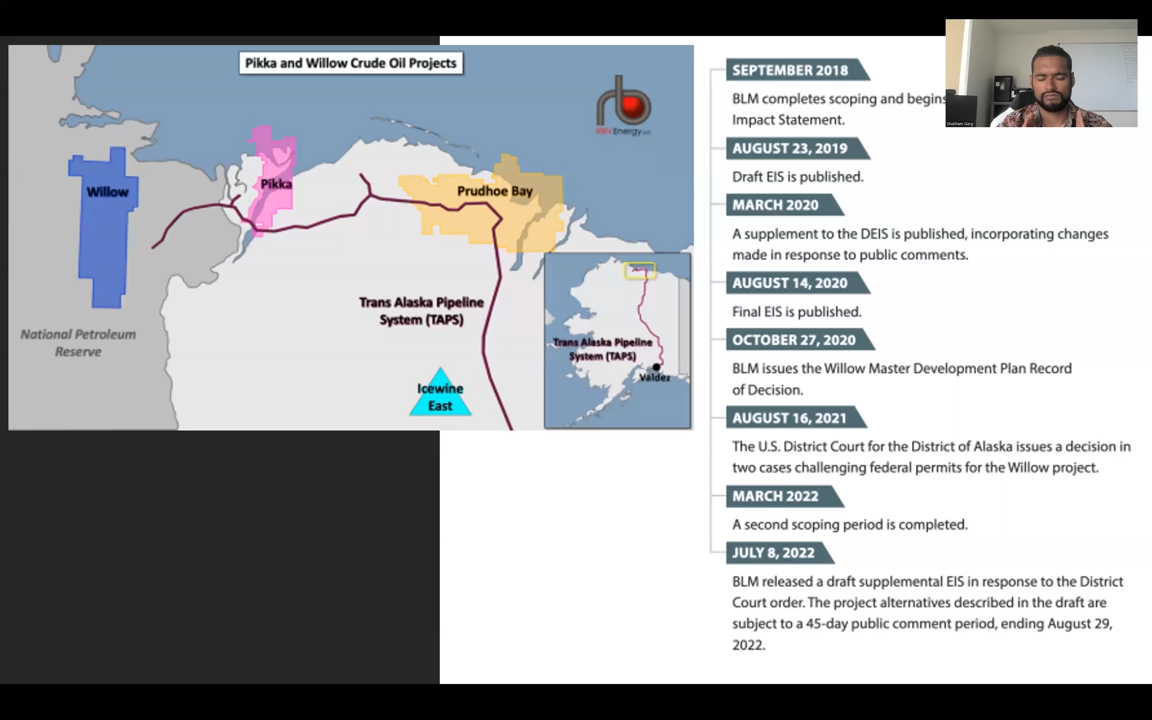 Pikka and Willow Crude Oil Projects
RBN Energy LLC
Willow
Pikka
Prudhoe Bay
National Petroleum
Reserve
Trans Alaska Pipeline
System (TAPS)
Icewine
East
Trans Alaska Pipeline
System (TAPS)
Valdez
SEPTEMBER 2018
BLM completes scoping and begins
Impact Statement.
AUGUST 23, 2019
Draft EIS is published.
MARCH 2020
A supplement to the DEIS is published, incorporating changes
made in response to public comments.
AUGUST 14, 2020
Final EIS is published.
OCTOBER 27, 2020
BLM issues the Willow Master Development Plan Record
of Decision.
AUGUST 16, 2021
The U.S. District Court for the District of Alaska issues a decision in
two cases challenging federal permits for the Willow project.
MARCH 2022
A second scoping period is completed.
JULY 8, 2022
BLM released a draft supplemental EIS in response to the District
Court order. The project alternatives described in the draft are
subject to a 45-day public comment period, ending August 29,
2022.
Shubham Garg